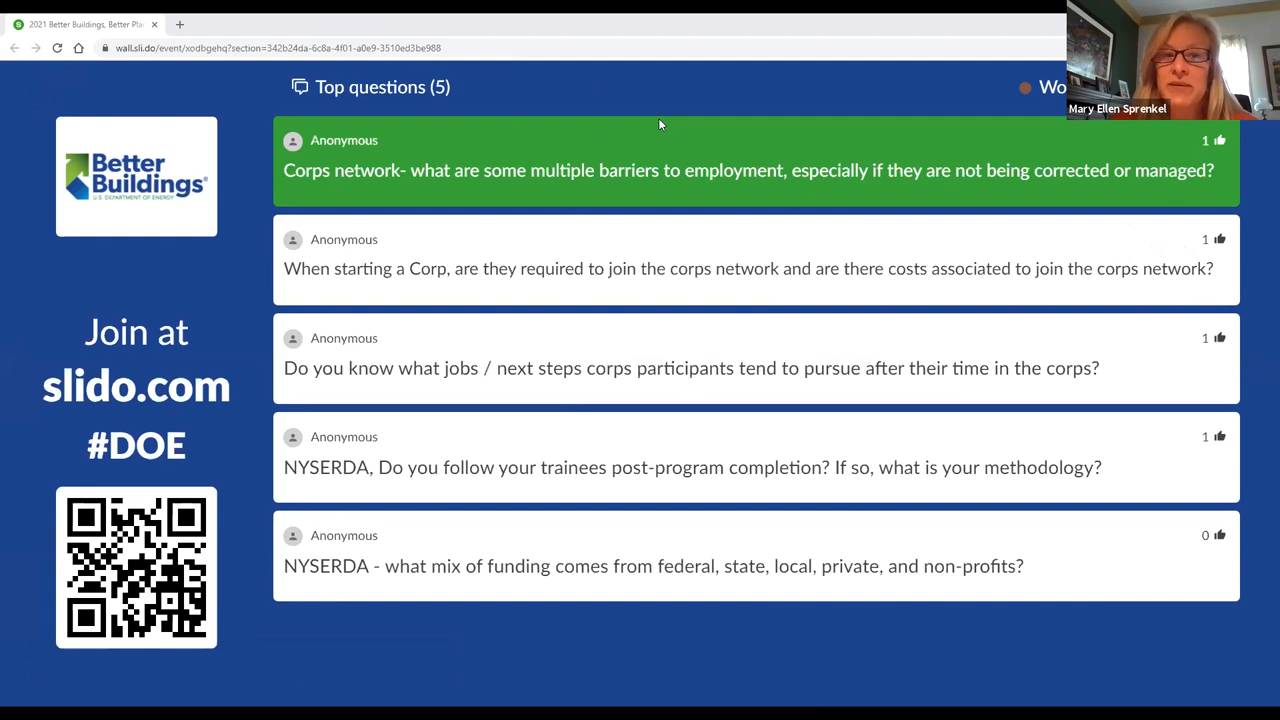 2021 Better Buildings, Better Pla
wall.sli.do/event/xodbgehq?section=342b24da-6c8a-4f01-a0e9-3510ed3be988
Mary Ellen Sprenkel
Top questions (5)
Wo
Better
Buildings®
U.S. DEPARTMENT OF ENERGY
Join at
slido.com
#DOE
Anonymous 1
Corps network- what are some multiple barriers to employment, especially if they are not being corrected or managed?
Anonymous 1
When starting a Corp, are they required to join the corps network and are there costs associated to join the corps network?
Anonymous 1
Do you know what jobs / next steps corps participants tend to pursue after their time in the corps?
Anonymous 1
NYSERDA, Do you follow your trainees post-program completion? If so, what is your methodology?
Anonymous 0
NYSERDA - what mix of funding comes from federal, state, local, private, and non-profits?